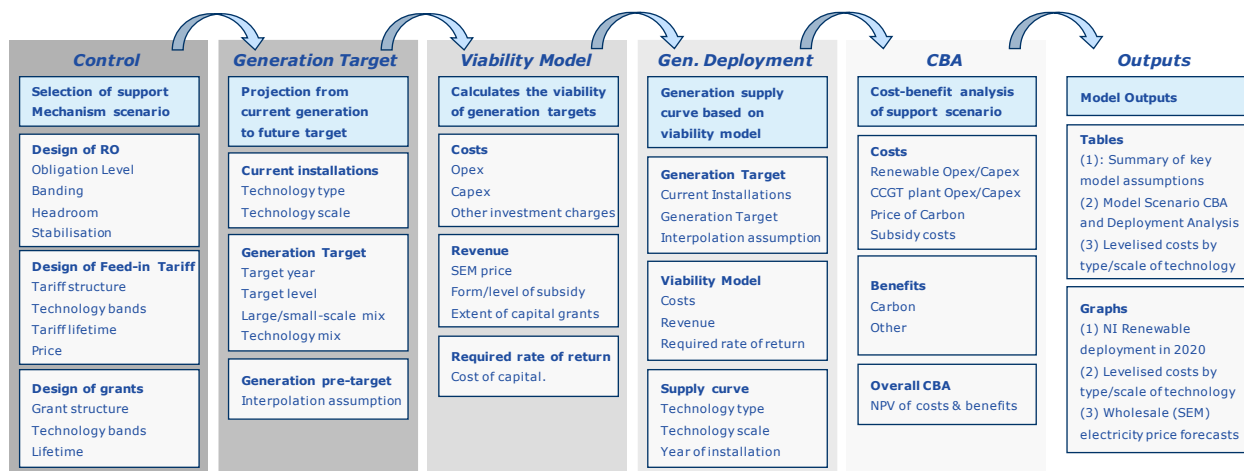 Control
Selection of support
Mechanism scenario
Design of RO
Obligation Level
Banding
Headroom
Stabilisation
Design of Feed-in Tariff
Tariff structure
Technology bands
Tariff lifetime
Price
Design of grants
Grant structure
Technology bands
Lifetime
Generation Target
Projection from
current generation
to future target
Current installations
Technology type
Technology scale
Generation Target
Target year
Target level
Large/small-scale mix
Technology mix
Generation pre-target
Interpolation assumption
Viability Model
Calculates the viability
of generation targets
Costs
Opex
Capex
Other investment charges
Revenue
SEM price
Form/level of subsidy
Extent of capital grants
Required rate of return
Cost of capital.
Gen. Deployment
Generation supply
curve based on
viability model
Generation Target
Current Installations
Generation Target
Interpolation assumption
Viability Model
Costs
Revenue
Required rate of return
Supply curve
Technology type
Technology scale
Year of installation
CBA
Cost-benefit analysis
of support scenario
Costs
Renewable Opex/Capex
CCGT plant Opex/Capex
Price of Carbon
Subsidy costs
Benefits
Carbon
Other
Overall CBA
NPV of costs & benefits
Outputs
Model Outputs
Tables
(1): Summary of key
model assumptions
(2) Model Scenario CBA
and Deployment Analysis
(3) Levelised costs by
type/scale of technology
Graphs
(1) NI Renewable
deployment in 2020
(2) Levelised costs by
type/scale of technology
(3) Wholesale (SEM)
electricity price forecasts